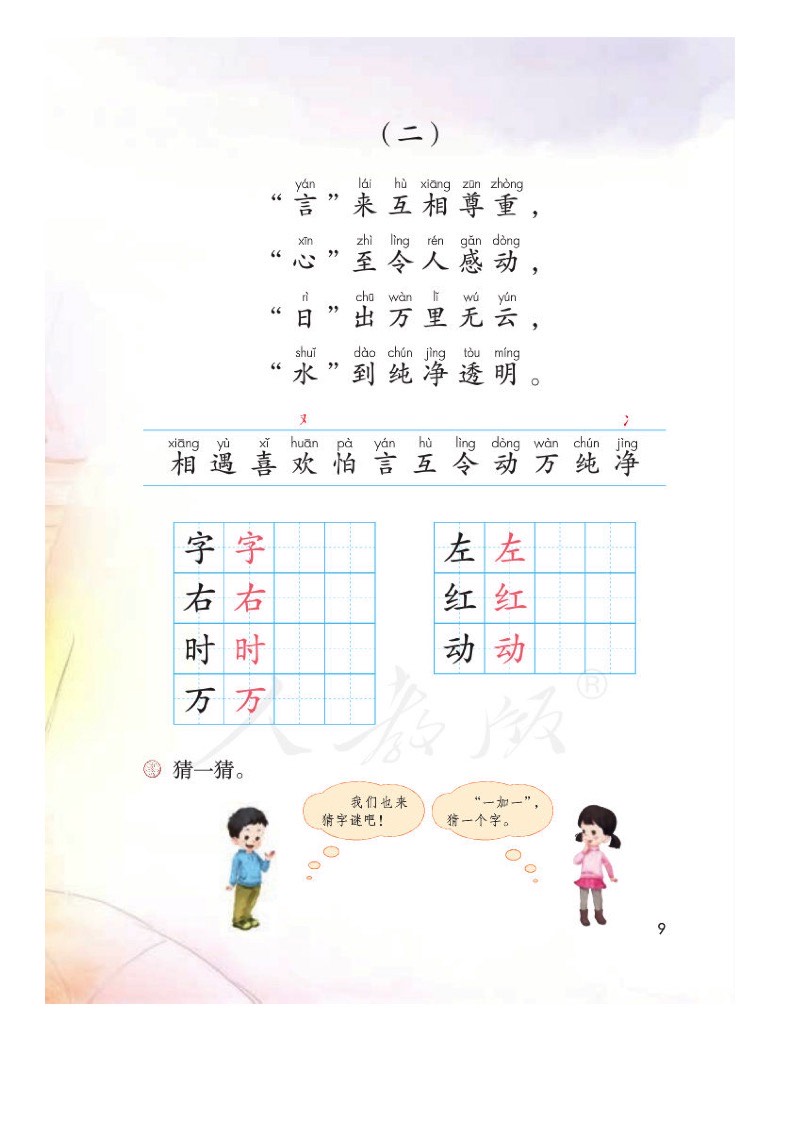 （二）
yán lái hù xiāng zūn zhòng
“言”来互相尊重，
xīn zhì lìng rén gǎn dòng
“心”至令人感动，
rì chū wàn lǐ wú yún
“日”出万里无云，
shuǐ dào chún jìng tòu míng
“水”到纯净透明。
ㄡ 冫
xiāng yù xǐ huān pà yán hù lìng dòng wàn chún jìng
相遇喜欢怕言互令动万纯净
字 字 左 左
右 右 红 红
时 时 动 动
万 万
人教版®
猜一猜。
我们也来
猜字谜吧！
“一加一”，
猜一个字。
9